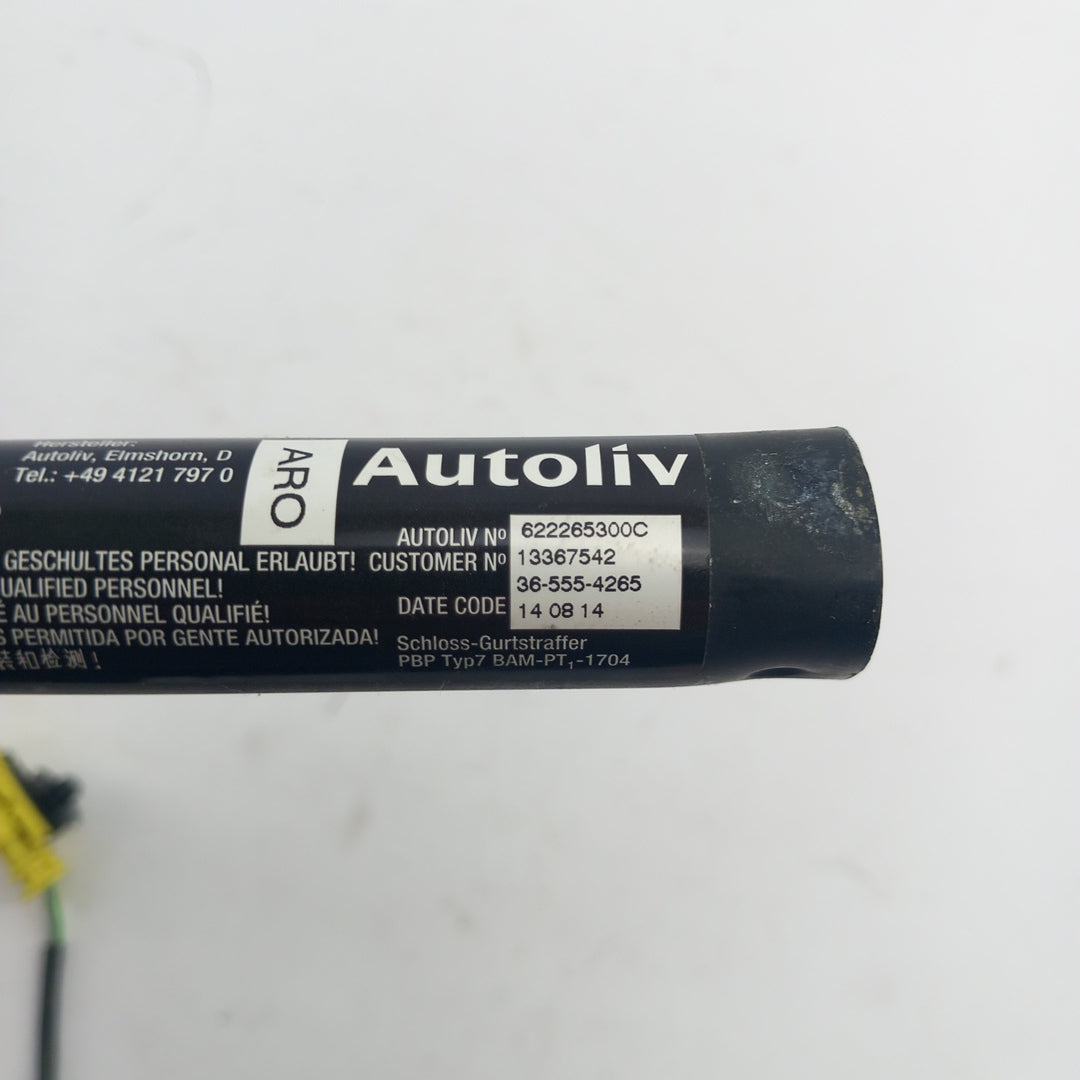 Hersteller:
Autoliv, Elmshorn, D
Tel.: +49 4121 797 0
ARO
Autoliv
AUTOLIV Nº 622265300C
GESCHULTES PERSONAL ERLAUBT!
CUSTOMER Nº 13367542
QUALIFIED PERSONNEL!
36-555-4265
É AU PERSONNEL QUALIFIÉ!
DATE CODE 14 08 14
S PERMITIDA POR GENTE AUTORIZADA!
装和检测!
Schloss-Gurtstraffer
PBP Typ7 BAM-PT₁-1704